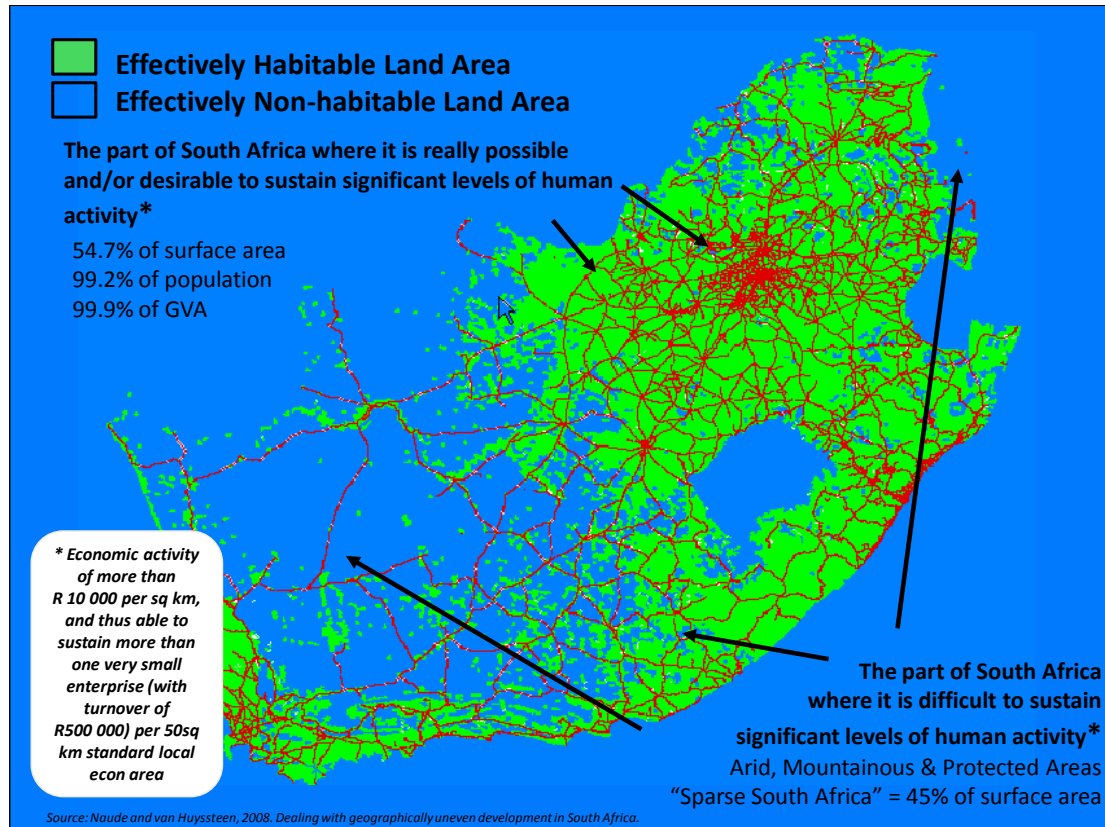 Effectively Habitable Land Area
Effectively Non-habitable Land Area
The part of South Africa where it is really possible
and/or desirable to sustain significant levels of human
activity*
54.7% of surface area
99.2% of population
99.9% of GVA
* Economic activity
of more than
R 10 000 per sq km,
and thus able to
sustain more than
one very small
enterprise (with
turnover of
R500 000) per 50sq
km standard local
econ area
The part of South Africa
where it is difficult to sustain
significant levels of human activity*
Arid, Mountainous & Protected Areas
“Sparse South Africa” = 45% of surface area
Source: Naude and van Huyssteen, 2008. Dealing with geographically uneven development in South Africa.